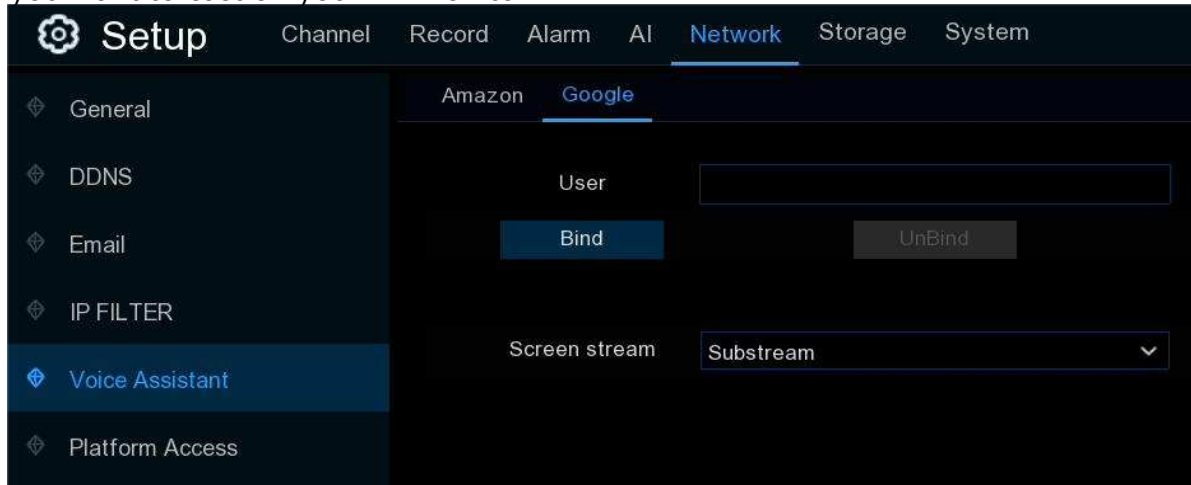 Setup Channel Record Alarm AI Network Storage System
Amazon Google
General
DDNS
Email
IP FILTER
Voice Assistant
Platform Access
User
Bind UnBind
Screen stream Substream